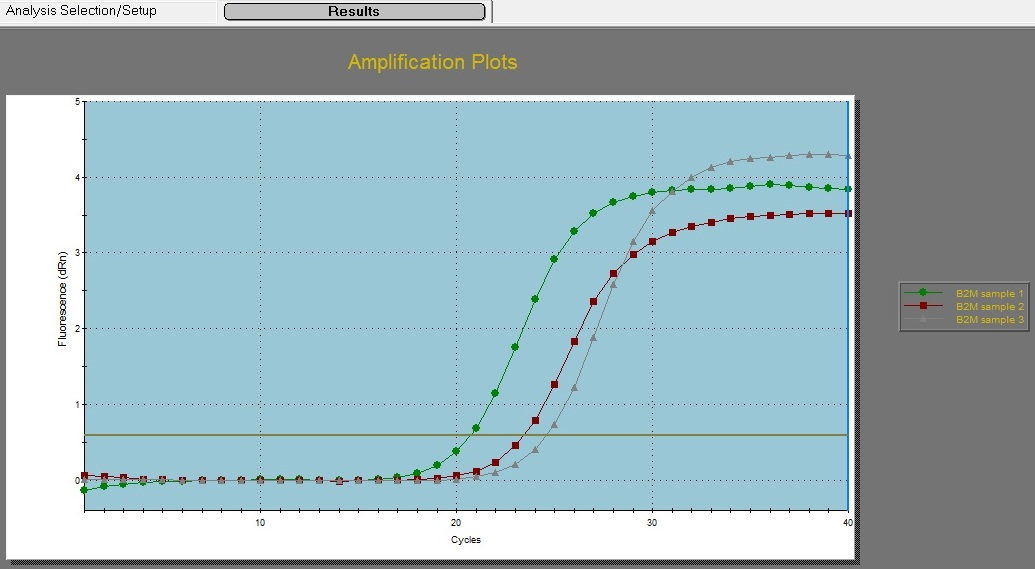 Analysis Selection/Setup
Results
Amplification Plots
5
4
3
2
1
0
Fluorescence (dRn)
10
20
30
40
Cycles
B2M sample 1
B2M sample 2
B2M sample 3